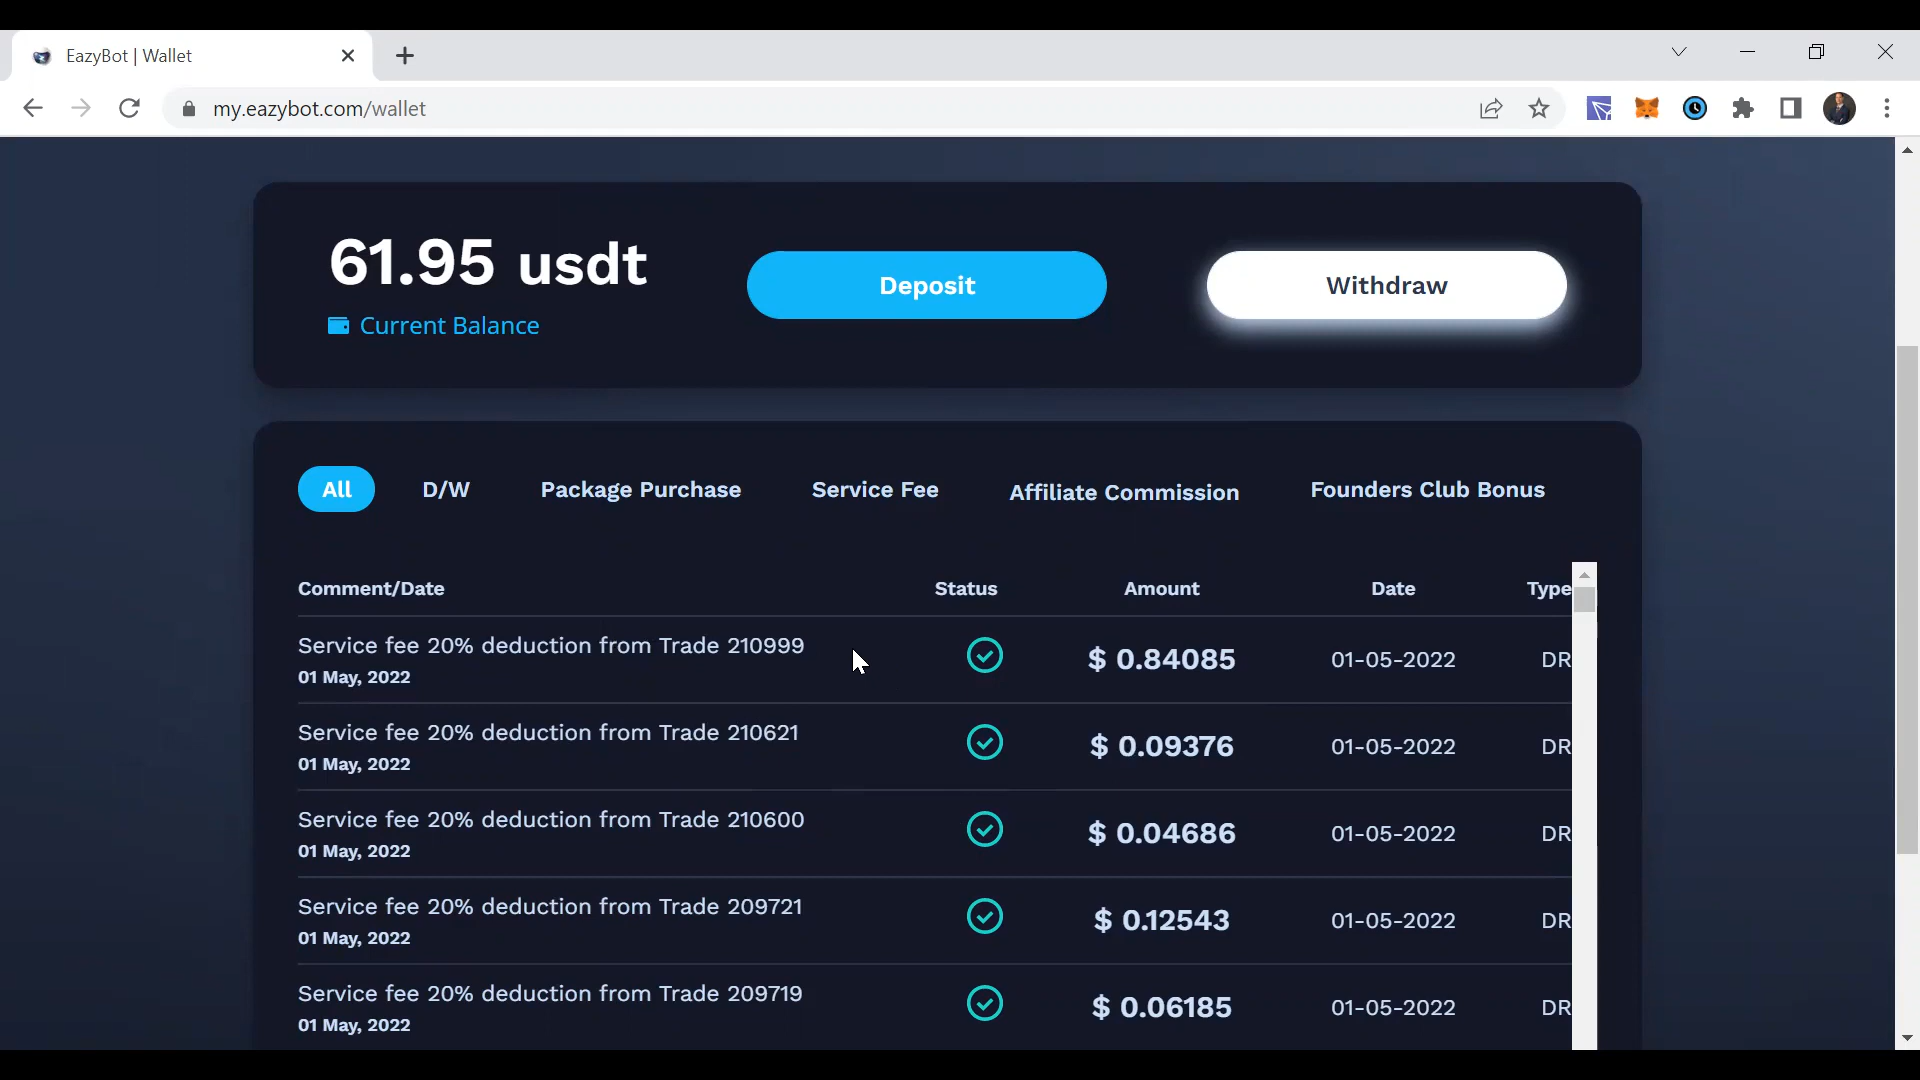 EazyBot | Wallet
my.eazybot.com/wallet
61.95 usdt
Deposit
Withdraw
Current Balance
All
D/W
Package Purchase
Service Fee
Affiliate Commission
Founders Club Bonus
Comment/Date
Status
Amount
Date
Type
Service fee 20% deduction from Trade 210999
01 May, 2022
$ 0.84085
01-05-2022
DR
Service fee 20% deduction from Trade 210621
01 May, 2022
$ 0.09376
01-05-2022
DR
Service fee 20% deduction from Trade 210600
01 May, 2022
$ 0.04686
01-05-2022
DR
Service fee 20% deduction from Trade 209721
01 May, 2022
$ 0.12543
01-05-2022
DR
Service fee 20% deduction from Trade 209719
01 May, 2022
$ 0.06185
01-05-2022
DR